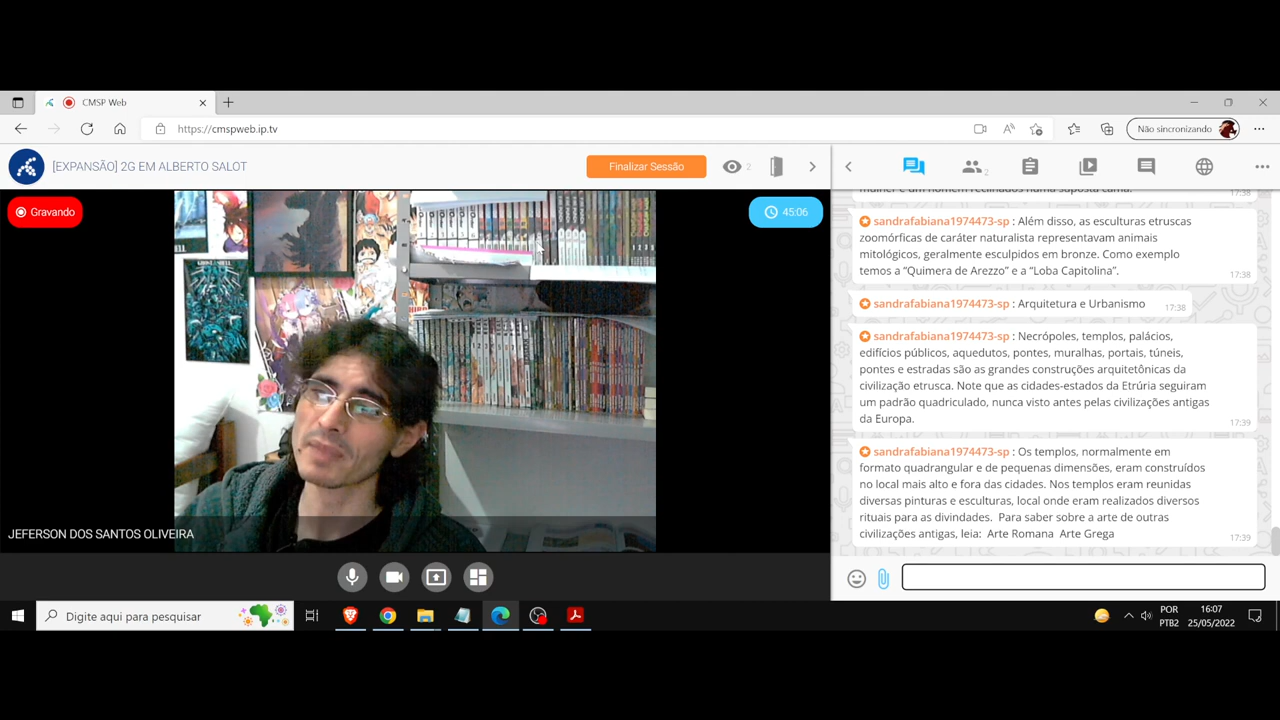 CMSP Web
https://cmspweb.ip.tv
Não sincronizando
[EXPANSÃO] 2G EM ALBERTO SALOT
Finalizar Sessão
2
2
Gravando
45:06
JEFERSON DOS SANTOS OLIVEIRA
mulher e um homem reclinados numa suposta cama.
17:38
sandrafabiana1974473-sp : Além disso, as esculturas etruscas
zoomórficas de caráter naturalista representavam animais
mitológicos, geralmente esculpidos em bronze. Como exemplo
temos a “Quimera de Arezzo” e a “Loba Capitolina”.
17:38
sandrafabiana1974473-sp : Arquitetura e Urbanismo
17:38
sandrafabiana1974473-sp : Necrópoles, templos, palácios,
edifícios públicos, aquedutos, pontes, muralhas, portais, túneis,
pontes e estradas são as grandes construções arquitetônicas da
civilização etrusca. Note que as cidades-estados da Etrúria seguiram
um padrão quadriculado, nunca visto antes pelas civilizações antigas
da Europa.
17:39
sandrafabiana1974473-sp : Os templos, normalmente em
formato quadrangular e de pequenas dimensões, eram construídos
no local mais alto e fora das cidades. Nos templos eram reunidas
diversas pinturas e esculturas, local onde eram realizados diversos
rituais para as divindades. Para saber sobre a arte de outras
civilizações antigas, leia: Arte Romana Arte Grega
17:39
Digite aqui para pesquisar
POR
PTB2
16:07
25/05/2022